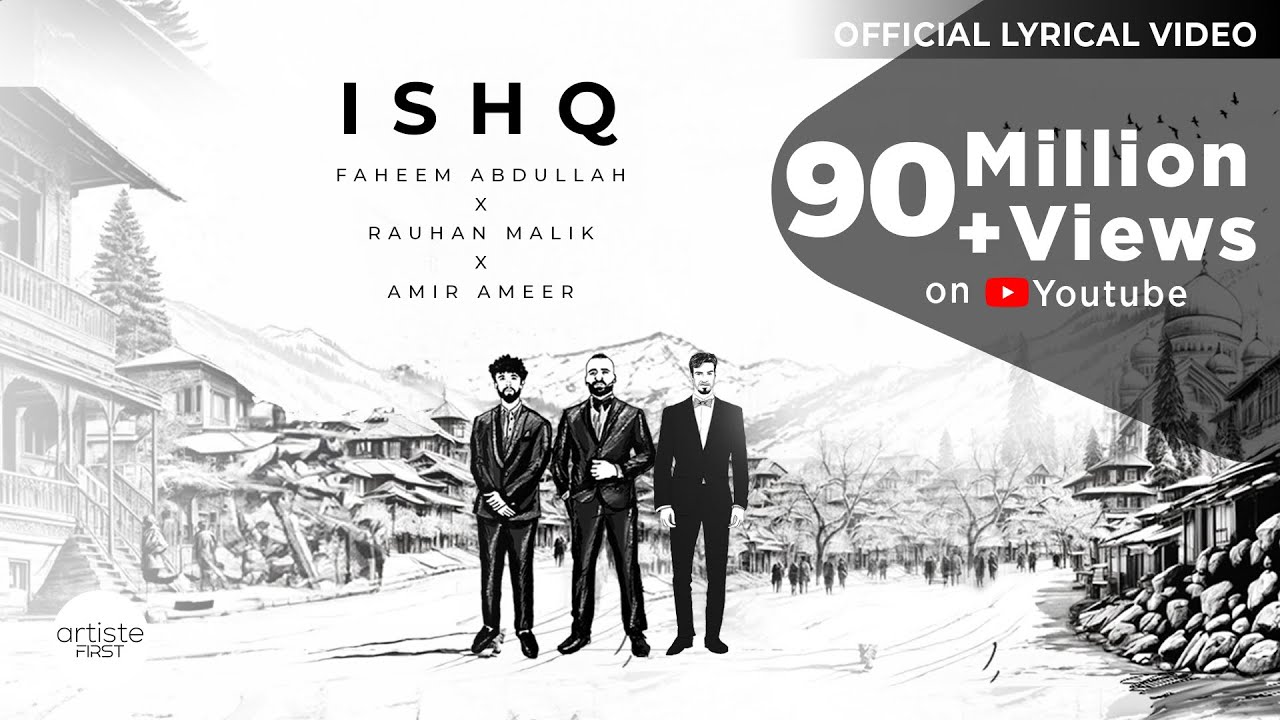 OFFICIAL LYRICAL VIDEO
ISHQ
FAHEEM ABDULLAH
X
RAUHAN MALIK
X
AMIR AMEER
90 Million
+Views
on Youtube
artiste
FIRST